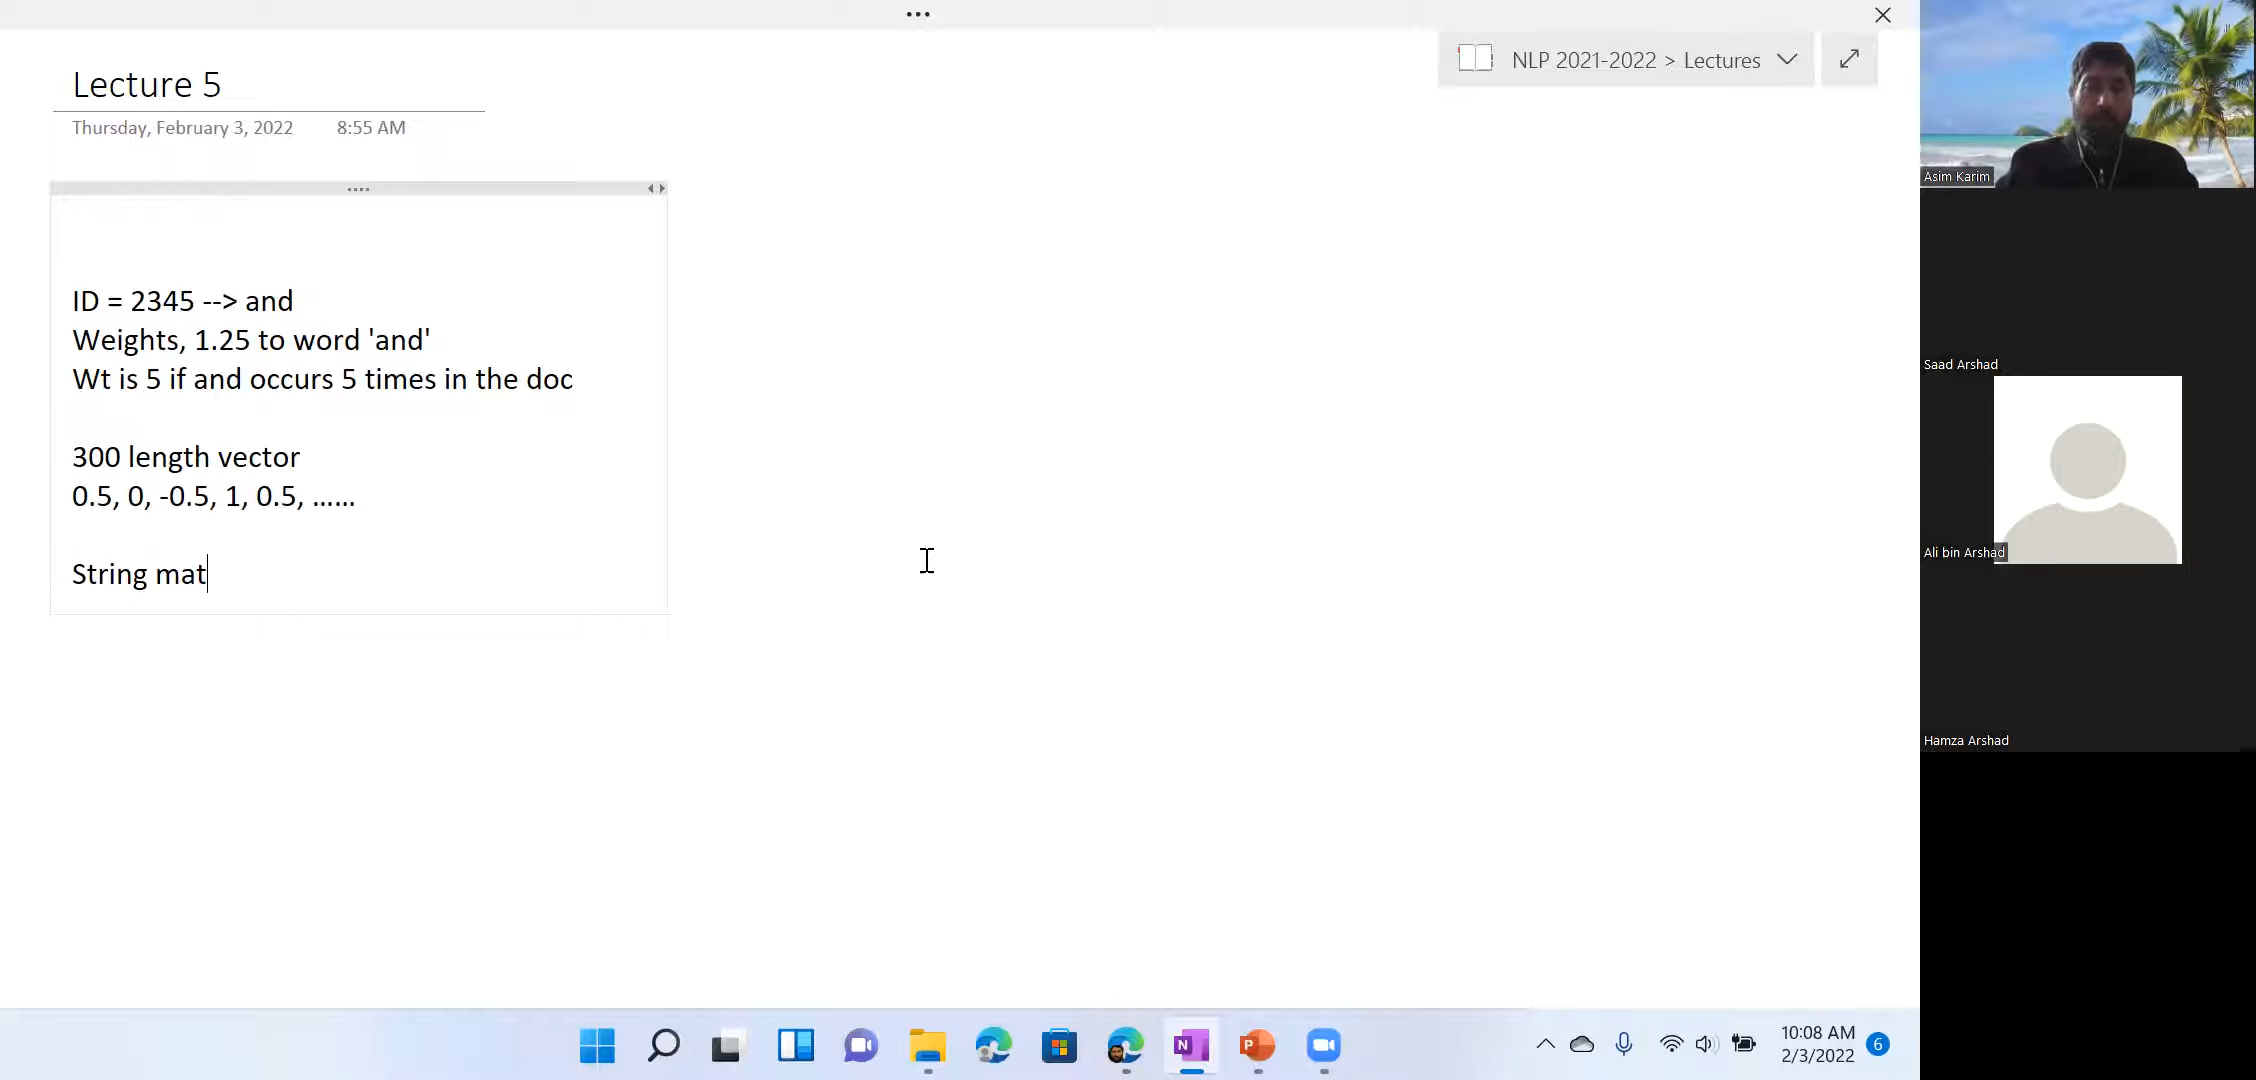 Lecture 5
Thursday, February 3, 2022 8:55 AM
NLP 2021-2022 > Lectures
ID = 2345 --> and
Weights, 1.25 to word 'and'
Wt is 5 if and occurs 5 times in the doc
300 length vector
0.5, 0, -0.5, 1, 0.5, ......
String mat
Asim Karim
Saad Arshad
Ali bin Arshad
Hamza Arshad
N
P
10:08 AM
2/3/2022
6